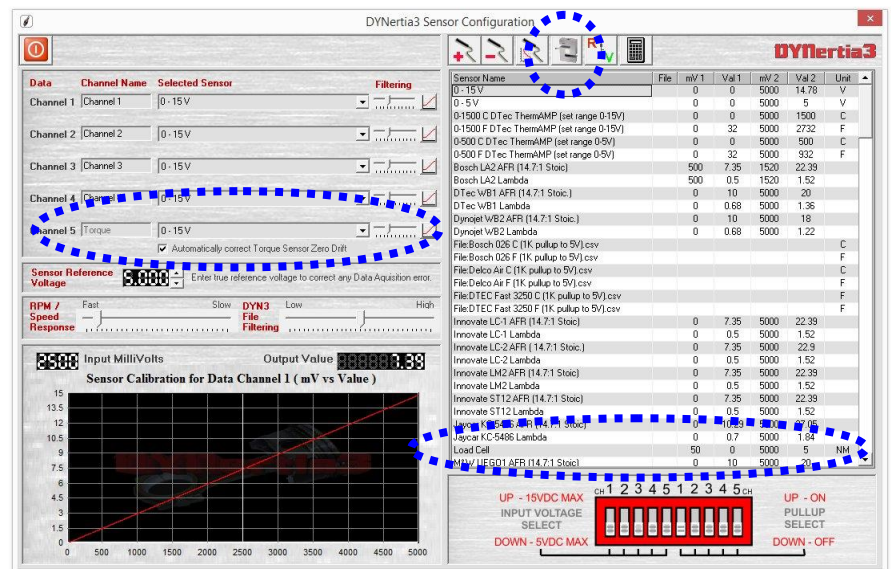 DYNertia3 Sensor Configuration
DYNertia3
Data Channel Name Selected Sensor Filtering
Channel 1 Channel 1 0 - 15 V
Channel 2 Channel 2 0 - 15 V
Channel 3 Channel 3 0 - 15 V
Channel 4 0 - 15 V
Channel 5 Torque 0 - 15 V
Automatically correct Torque Sensor Zero Drift
Sensor Reference Voltage 5.000 Enter true reference voltage to correct any Data Aquisition error.
RPM / Speed Response Fast Slow DYN3 File Filtering Low High
2500 Input MilliVolts Output Value
Sensor Calibration for Data Channel 1 ( mV vs Value )
15
13.5
12
10.5
9
7.5
6
4.5
3
1.5
0
0 500 1000 1500 2000 2500 3000 3500 4000 4500 5000
Sensor Name File mV 1 Val 1 mV 2 Val 2 Unit
0 - 15 V 0 0 5000 14.78 V
0 - 5 V 0 0 5000 5 V
0-1500 C DTec ThermAMP (set range 0-15V) 0 0 5000 1500 C
0-1500 F DTec ThermAMP (set range 0-15V) 0 32 5000 2732 F
0-500 C DTec ThermAMP (set range 0-5V) 0 0 5000 500 C
0-500 F DTec ThermAMP (set range 0-5V) 0 32 5000 932 F
Bosch LA2 AFR (14.7:1 Stoic) 500 7.35 1520 22.39
Bosch LA2 Lambda 500 0.5 1520 1.52
DTec WB1 AFR (14.7:1 Stoic.) 0 10 5000 20
DTec WB1 Lambda 0 0.68 5000 1.36
Dynojet WB2 AFR (14.7:1 Stoic.) 0 10 5000 18
Dynojet WB2 Lambda 0 0.68 5000 1.22
File:Bosch 026 C (1K pullup to 5V).csv C
File:Bosch 026 F (1K pullup to 5V).csv F
File:Delco Air C (1K pullup to 5V).csv C
File:Delco Air F (1K pullup to 5V).csv F
File:DTEC Fast 3250 C (1K pullup to 5V).csv F
File:DTEC Fast 3250 F (1K pullup to 5V).csv F
Innovate LC-1 AFR (14.7:1 Stoic) 0 7.35 5000 22.39
Innovate LC-1 Lambda 0 0.5 5000 1.52
Innovate LC-2 AFR (14.7:1 Stoic.) 0 7.35 5000 22.9
Innovate LC-2 Lambda 0 0.5 5000 1.52
Innovate LM2 AFR (14.7:1 Stoic) 0 7.35 5000 22.39
Innovate LM2 Lambda 0 0.5 5000 1.52
Innovate ST12 AFR (14.7:1 Stoic) 0 7.35 5000 22.39
Innovate ST12 Lambda 0 0.5 5000 1.52
Jaycar (14.7:1 Stoic) 0
Jaycar KC-5486 Lambda 0 0.7 5000 1.84
Load Cell 50 0 5000 5 NM
UEGO1 AFR (14.7:1 Stoic) 0 10 5000 20
UP - 15VDC MAX CH 1 2 3 4 5 1 2 3 4 5 CH UP - ON
INPUT VOLTAGE SELECT PULLUP SELECT
DOWN - 5VDC MAX DOWN - OFF